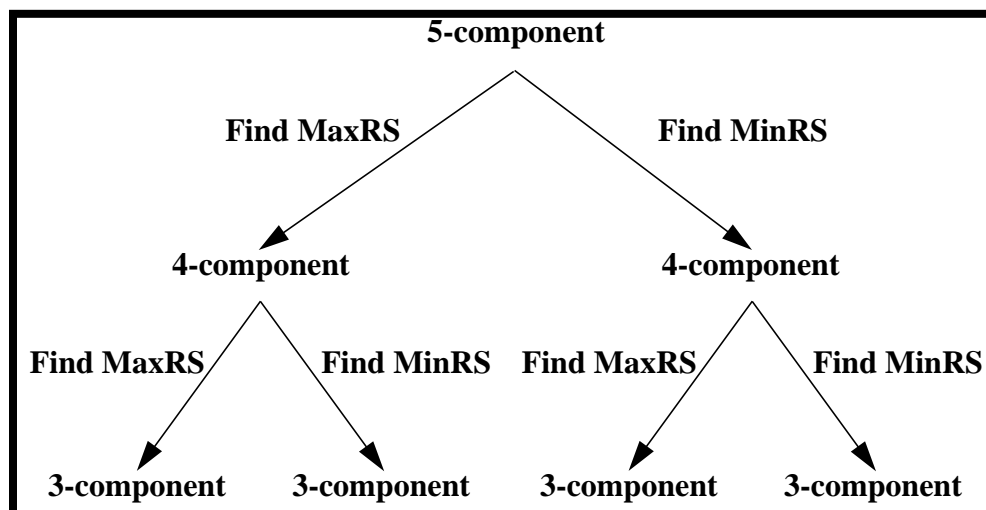 5-component
Find MaxRS
Find MinRS
4-component
4-component
Find MaxRS
Find MinRS
Find MaxRS
Find MinRS
3-component
3-component
3-component
3-component